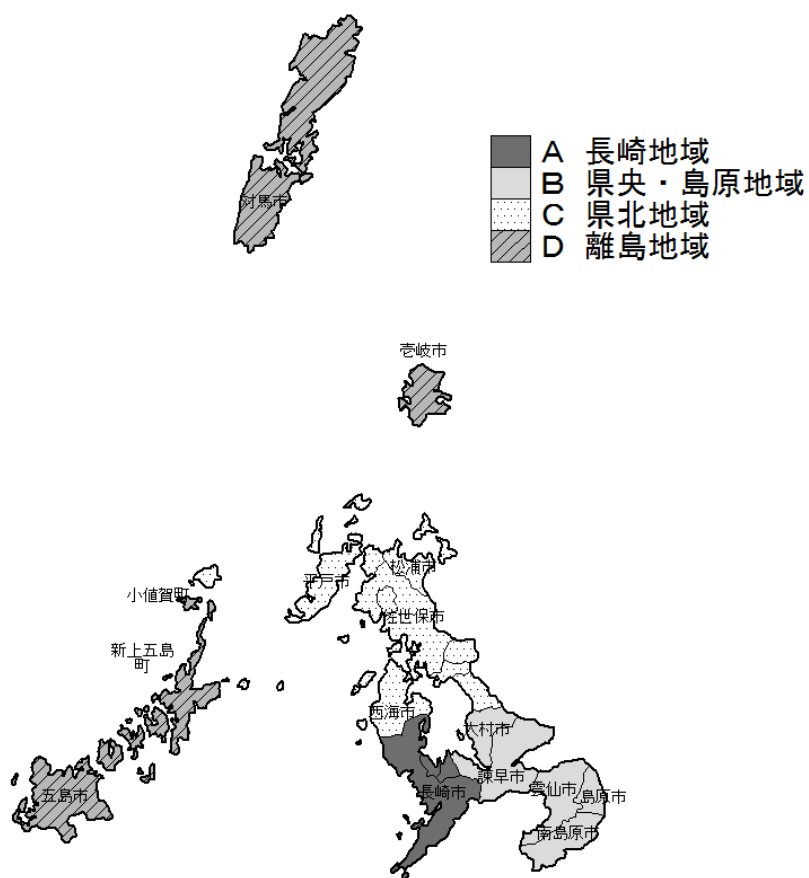 A 長崎地域
B 県央・島原地域
C 県北地域
D 離島地域
対馬市
壱岐市
松浦市
平戸市
小値賀町
佐世保市
新上五島
町
西海市
大村市
諫早市
長崎市
雲仙市
島原市
五島市
南島原市